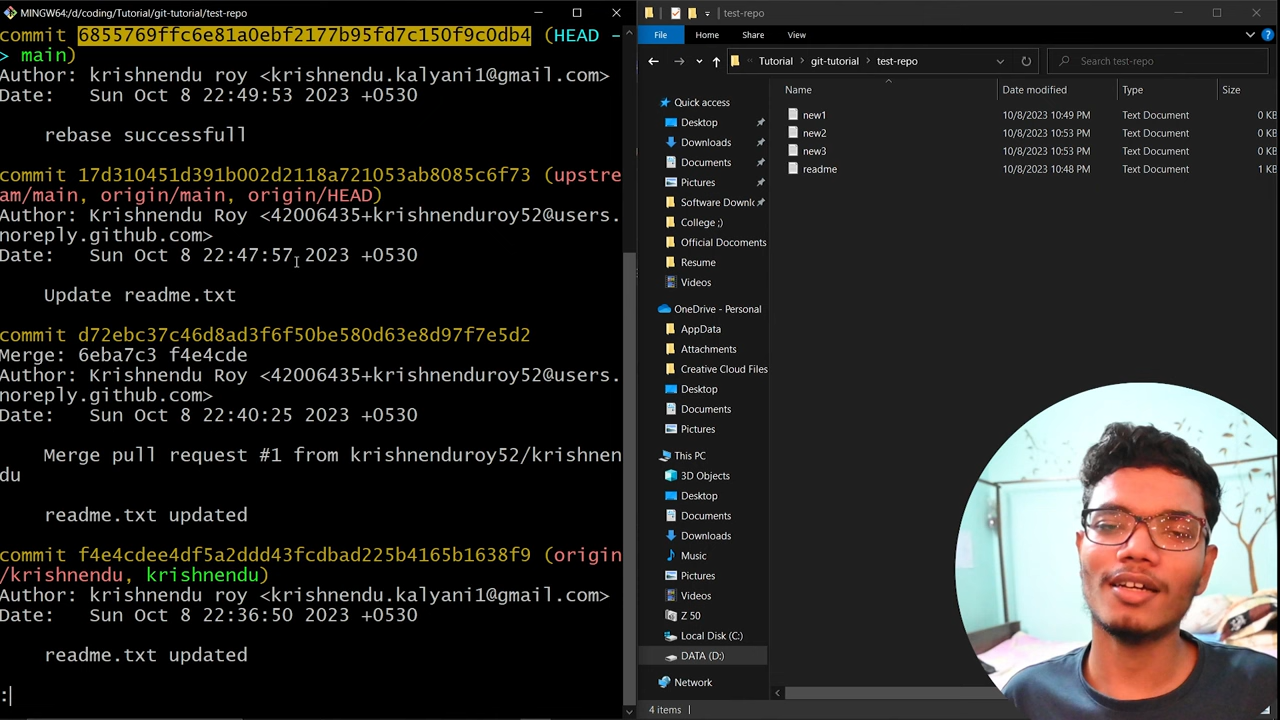 MINGW64:/d/coding/Tutorial/git-tutorial/test-repo
commit 6855769ffc6e81a0ebf2177b95fd7c150f9c0db4 (HEAD -
> main)
Author: krishnendu roy <krishnendu.kalyani1@gmail.com>
Date:   Sun Oct 8 22:49:53 2023 +0530
rebase successfull
commit 17d310451d391b002d2118a721053ab8085c6f73 (upstre
am/main, origin/main, origin/HEAD)
Author: Krishnendu Roy <42006435+krishnenduroy52@users.
noreply.github.com>
Date:   Sun Oct 8 22:47:57 2023 +0530
Update readme.txt
commit d72ebc37c46d8ad3f6f50be580d63e8d97f7e5d2
Merge: 6eba7c3 f4e4cde
Author: Krishnendu Roy <42006435+krishnenduroy52@users.
noreply.github.com>
Date:   Sun Oct 8 22:40:25 2023 +0530
Merge pull request #1 from krishnenduroy52/krishnen
du
readme.txt updated
commit f4e4cdee4df5a2ddd43fcdbad225b4165b1638f9 (origin
/krishnendu, krishnendu)
Author: krishnendu roy <krishnendu.kalyani1@gmail.com>
Date:   Sun Oct 8 22:36:50 2023 +0530
readme.txt updated
:
test-repo
File Home Share View
Tutorial git-tutorial test-repo Search test-repo
Name Date modified Type Size
new1 10/8/2023 10:49 PM Text Document 0 KB
new2 10/8/2023 10:53 PM Text Document 0 KB
new3 10/8/2023 10:53 PM Text Document 0 KB
readme 10/8/2023 10:48 PM Text Document 1 KB
Quick access
Desktop
Downloads
Documents
Pictures
Software Downl
College ;)
Official Documents
Resume
Videos
OneDrive - Personal
AppData
Attachments
Creative Cloud Files
Desktop
Documents
Pictures
This PC
3D Objects
Desktop
Documents
Downloads
Music
Pictures
Videos
Z 50
Local Disk (C:)
DATA (D:)
Network
4 items